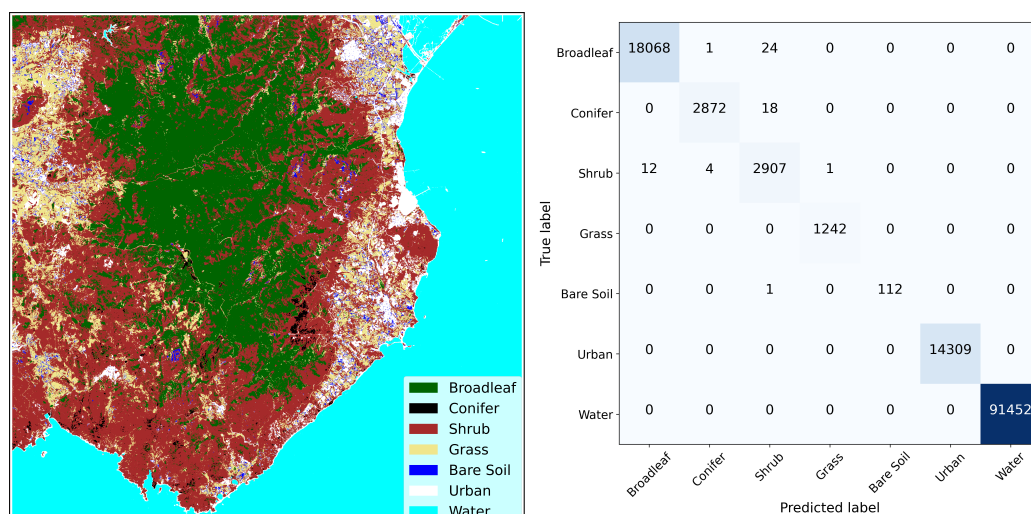 Broadleaf
Conifer
Shrub
Grass
Bare Soil
Urban
Water
True label
Broadleaf 18068 1 24 0 0 0 0
Conifer 0 2872 18 0 0 0 0
Shrub 12 4 2907 1 0 0 0
Grass 0 0 0 1242 0 0 0
Bare Soil 0 0 1 0 112 0 0
Urban 0 0 0 0 0 14309 0
Water 0 0 0 0 0 0 91452
Broadleaf Conifer Shrub Grass Bare Soil Urban Water
Predicted label